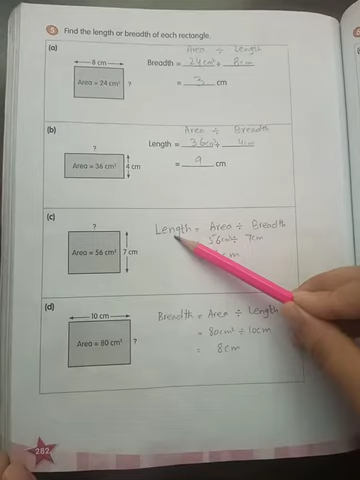 5 Find the length or breadth of each rectangle.
(a)
Area ÷ Length
8 cm
Breadth = 24cm² ÷ 8cm
Area = 24 cm²
?
= 3 cm
(b)
Area ÷ Breadth
?
Length = 36cm² ÷ 4cm
Area = 36 cm²
4 cm
= 9 cm
(c)
?
Length = Area ÷ Breadth
56cm² ÷ 7cm
Area = 56 cm²
7 cm
cm
(d)
10 cm
Breadth = Area ÷ Length
= 80cm² ÷ 10cm
Area = 80 cm²
?
= 8cm
282